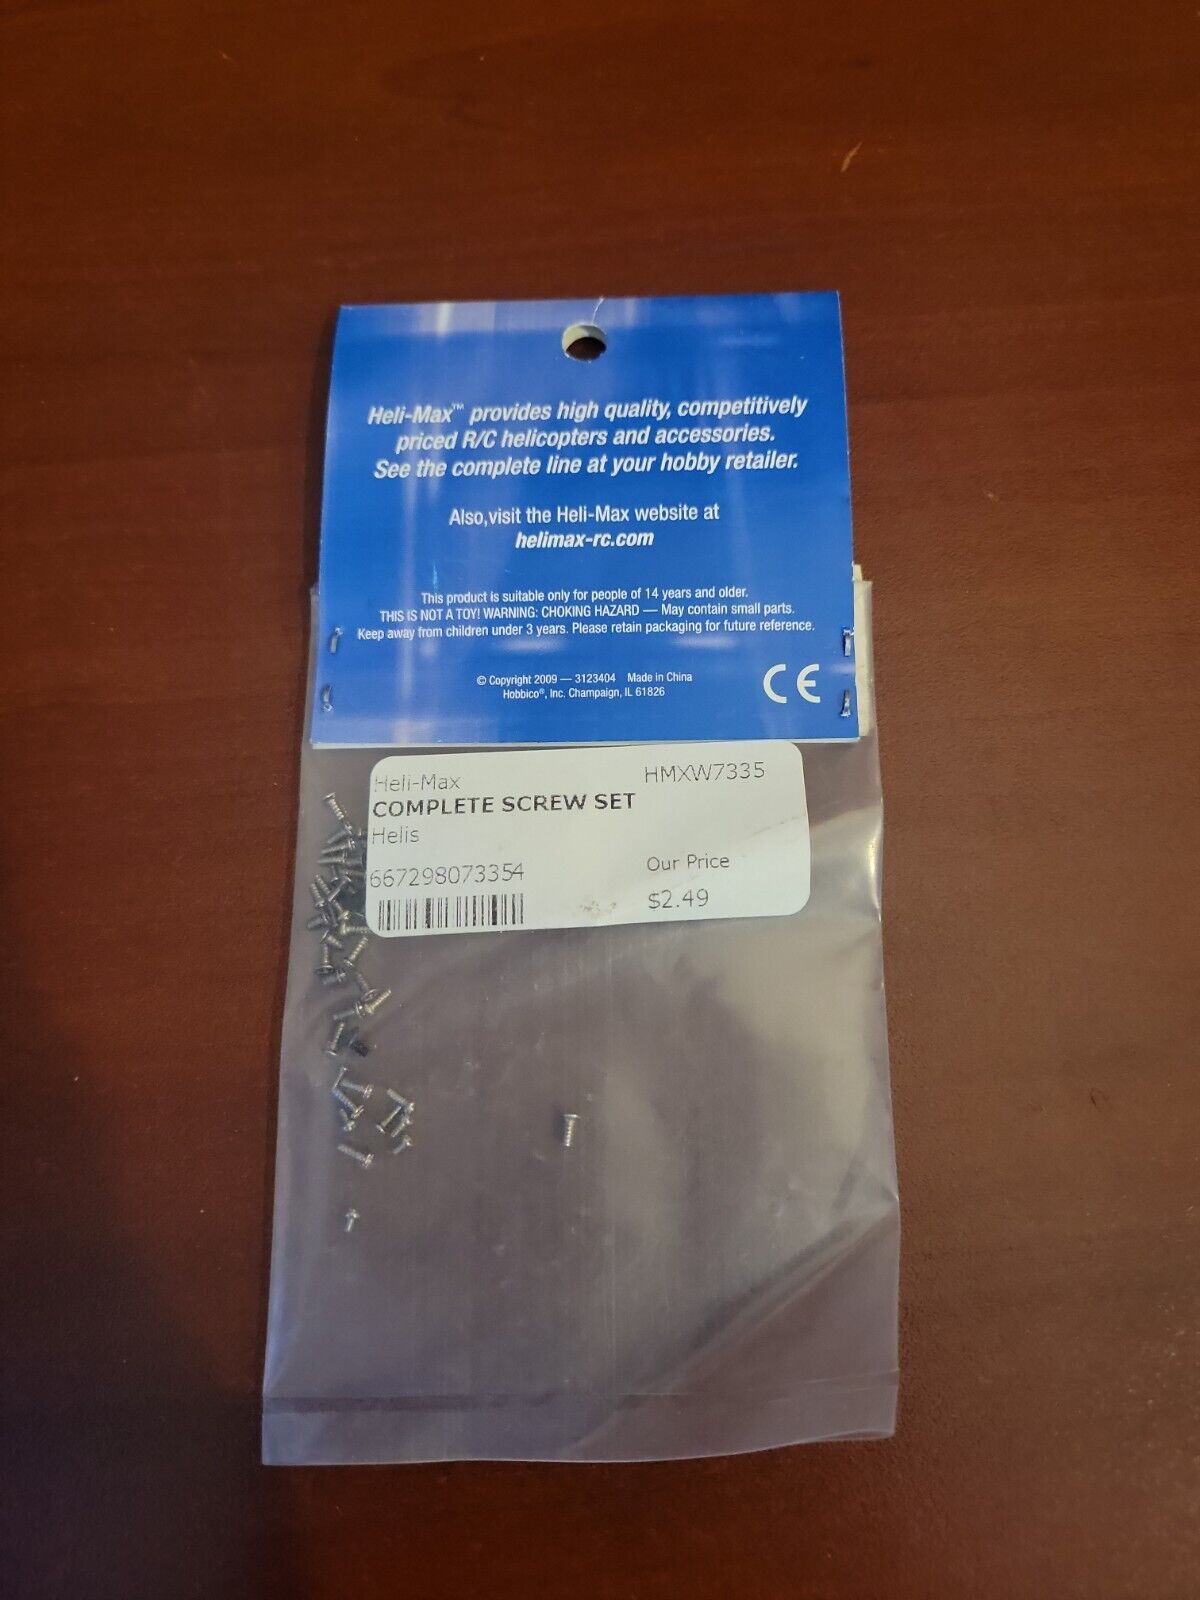 Heli-Max™ provides high quality, competitively
priced R/C helicopters and accessories.
See the complete line at your hobby retailer.
Also,visit the Heli-Max website at
helimax-rc.com
This product is suitable only for people of 14 years and older.
THIS IS NOT A TOY! WARNING: CHOKING HAZARD — May contain small parts.
Keep away from children under 3 years. Please retain packaging for future reference.
© Copyright 2009 — 3123404 Made in China
Hobbico®, Inc. Champaign, IL 61826
CE
Heli-Max HMXW7335
COMPLETE SCREW SET
Helis
667298073354 Our Price
$2.49